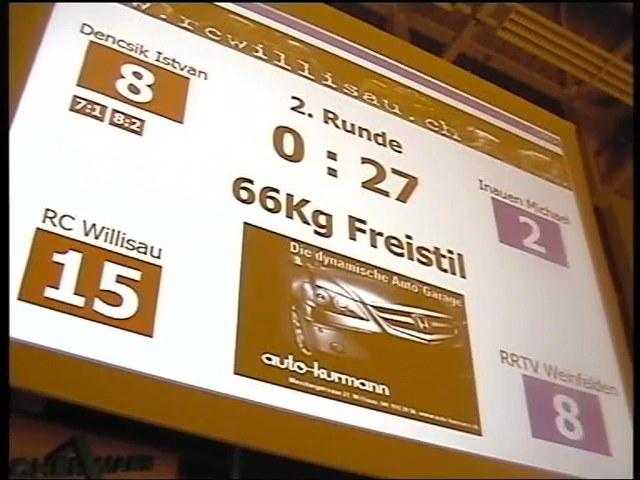 www.rcwillisau.ch
Dencsik Istvan
8
7:1 8:2
2. Runde
0 : 27
66Kg Freistil
Inauen Michael
2
RC Willisau
15
Die dynamische Auto Garage
auto-kurmann
RRTV Weinfelden
8